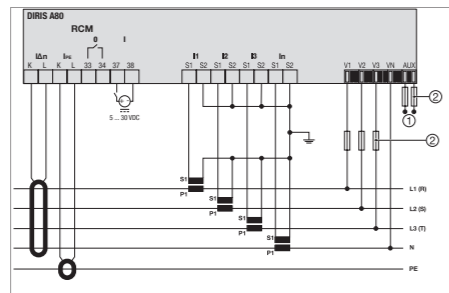 DIRIS A80
RCM
0 I
IΔn IPE
K L K L 33 34 37 38
I1 I2 I3 In
S1 S2 S1 S2 S1 S2 S1 S2
V1 V2 V3 VN AUX
5 ... 30 VDC
2
1
2
S1
P1
L1 (R)
S1
P1
L2 (S)
S1
P1
L3 (T)
S1
P1
N
PE